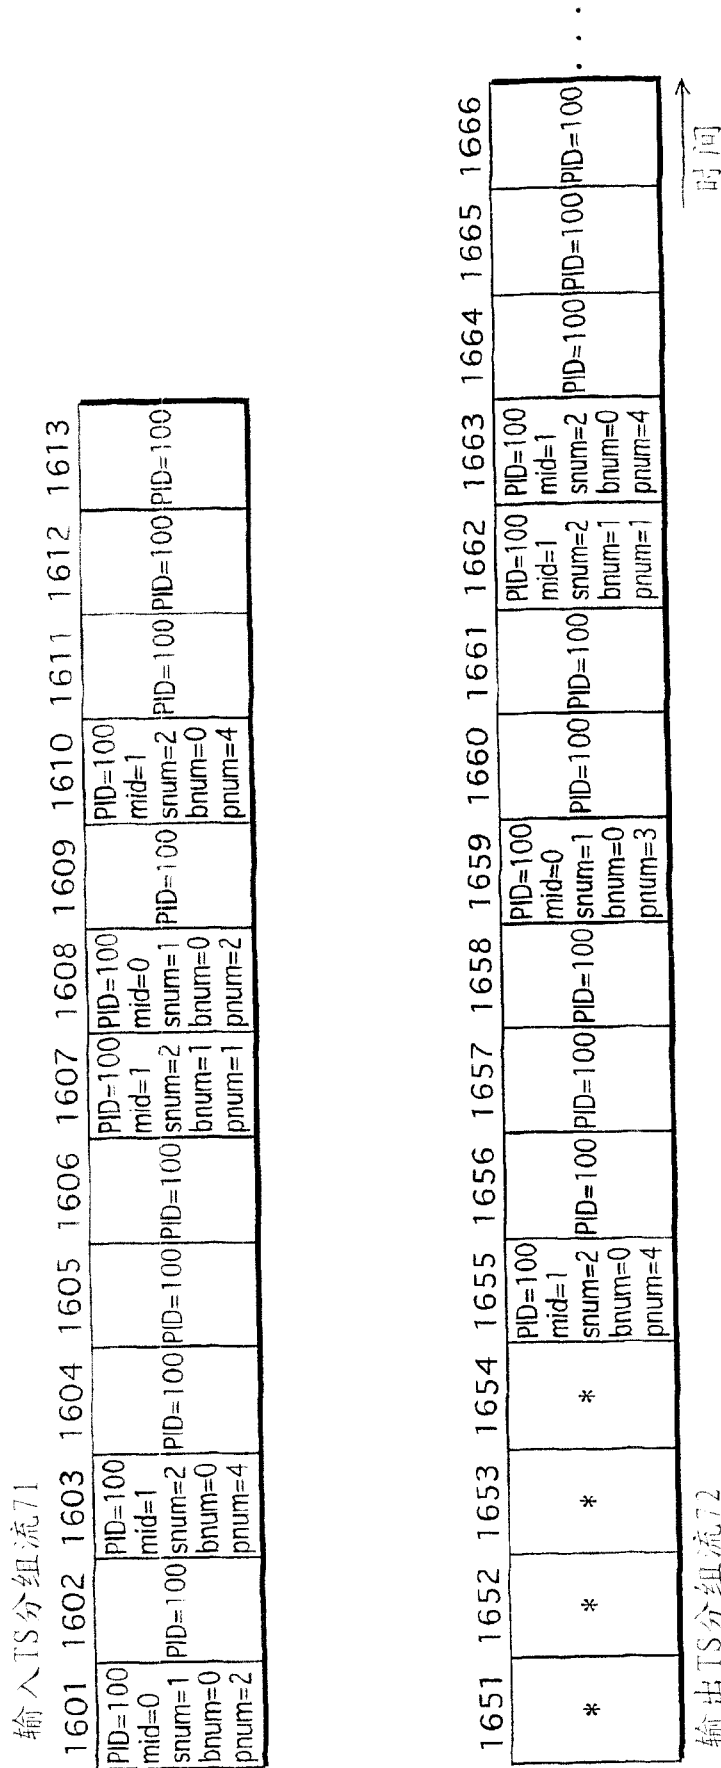 输入TS分组流71
1601 1602 1603 1604 1605 1606 1607 1608 1609 1610 1611 1612 1613
PID=100
mid=0
snum=1
bnum=0
pnum=2
PID=100
PID=100
mid=1
snum=2
bnum=0
pnum=4
PID=100
PID=100
PID=100
PID=100
mid=1
snum=2
bnum=1
pnum=1
PID=100
mid=0
snum=1
bnum=0
pnum=2
PID=100
PID=100
mid=1
snum=2
bnum=0
pnum=4
PID=100
PID=100
PID=100
1651 1652 1653 1654 1655 1656 1657 1658 1659 1660 1661 1662 1663 1664 1665 1666
*
*
*
*
PID=100
mid=1
snum=2
bnum=0
pnum=4
PID=100
PID=100
PID=100
PID=100
mid=0
snum=1
bnum=0
pnum=3
PID=100
PID=100
PID=100
mid=1
snum=2
bnum=1
pnum=1
PID=100
mid=1
snum=2
bnum=0
pnum=4
PID=100
PID=100
PID=100
...
输出TS分组流72
时间